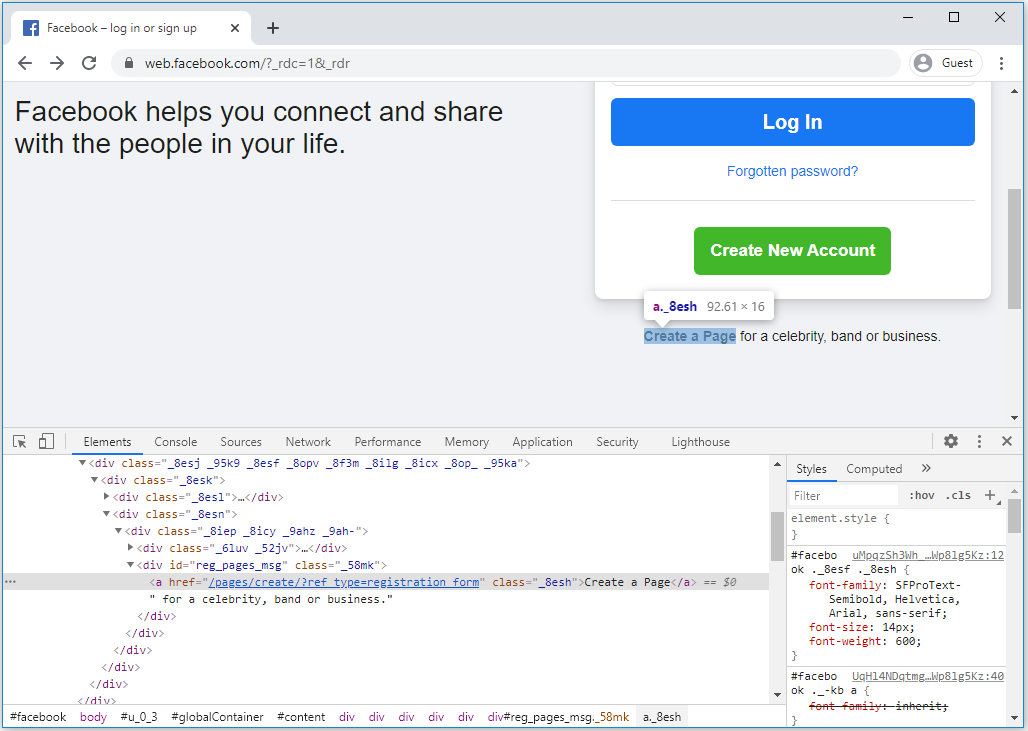 Facebook – log in or sign up
web.facebook.com/?_rdc=1&_rdr
Guest
Facebook helps you connect and share
with the people in your life.
Log In
Forgotten password?
Create New Account
a._8esh 92.61 × 16
Create a Page for a celebrity, band or business.
Elements Console Sources Network Performance Memory Application Security Lighthouse
<div class="_8esj _95k9 _8esf _8opv _8f3m _8ilg _8icx _8op_ _95ka">
<div class="_8esk">
<div class="_8esl">…</div>
<div class="_8esn">
<div class="_8iep _8icy _9ahz _9ah-">
<div class="_6luv _52jv">…</div>
<div id="reg_pages_msg" class="_58mk">
<a href="/pages/create/?ref_type=registration_form" class="_8esh">Create a Page</a> == $0
" for a celebrity, band or business."
</div>
</div>
</div>
</div>
</div>
</div>
#facebook body #u_0_3 #globalContainer #content div div div div div div#reg_pages_msg._58mk a._8esh
Styles Computed »
Filter :hov .cls +
element.style {
}
#facebo uMpqzSh3Wh_…Wp8lg5Kz:12
ok ._8esf ._8esh {
font-family: SFProText-
Semibold, Helvetica,
Arial, sans-serif;
font-size: 14px;
font-weight: 600;
}
#facebo UqHl4NDqtmg…Wp8lg5Kz:40
ok ._-kb a {
font-family: inherit;
}